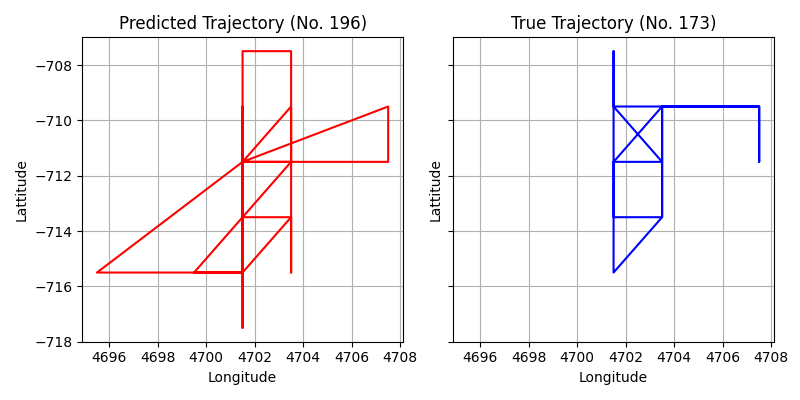 Predicted Trajectory (No. 196)
True Trajectory (No. 173)
Lattitude
−708
−710
−712
−714
−716
−718
4696 4698 4700 4702 4704 4706 4708
Longitude
Lattitude
4696 4698 4700 4702 4704 4706 4708
Longitude